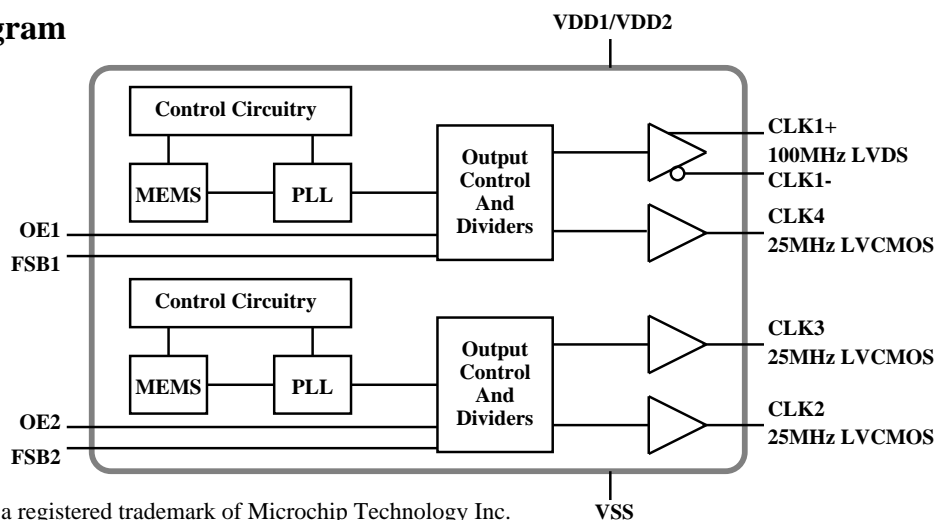 gram
VDD1/VDD2
Control Circuitry
MEMS
PLL
Output
Control
And
Dividers
CLK1+
100MHz LVDS
CLK1-
CLK4
25MHz LVCMOS
OE1
FSB1
Control Circuitry
MEMS
PLL
Output
Control
And
Dividers
CLK3
25MHz LVCMOS
CLK2
25MHz LVCMOS
OE2
FSB2
VSS
a registered trademark of Microchip Technology Inc.